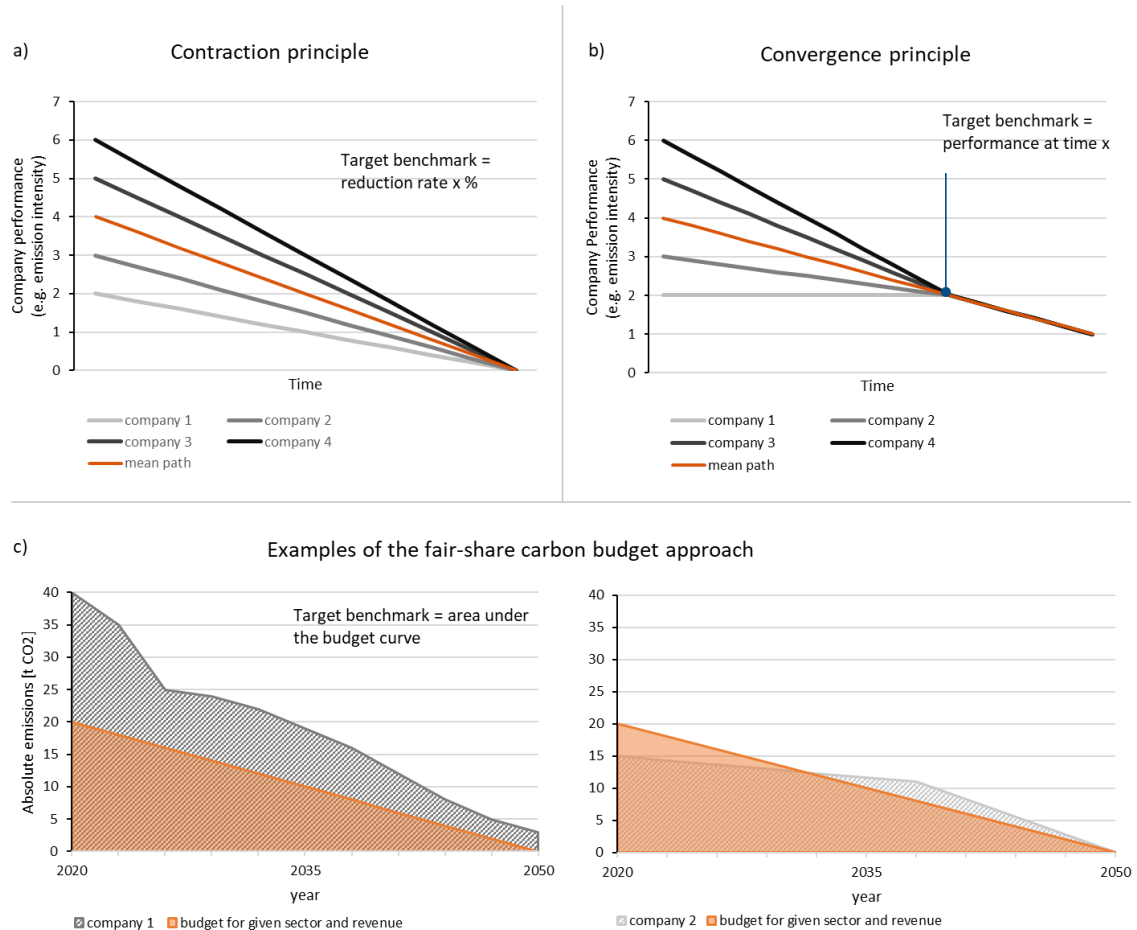 a)
Contraction principle
Company performance
(e.g. emission intensity)
7
6
5
4
3
2
1
0
Target benchmark =
reduction rate x %
Time
company 1
company 2
company 3
company 4
mean path
b)
Convergence principle
Company Performance
(e.g. emission intensity)
7
6
5
4
3
2
1
0
Target benchmark =
performance at time x
Time
company 1
company 2
company 3
company 4
mean path
c)
Examples of the fair-share carbon budget approach
Absolute emissions [t CO2]
40
35
30
25
20
15
10
5
0
Target benchmark = area under
the budget curve
2020
2035
2050
year
company 1
budget for given sector and revenue
40
35
30
25
20
15
10
5
0
2020
2035
2050
year
company 2
budget for given sector and revenue